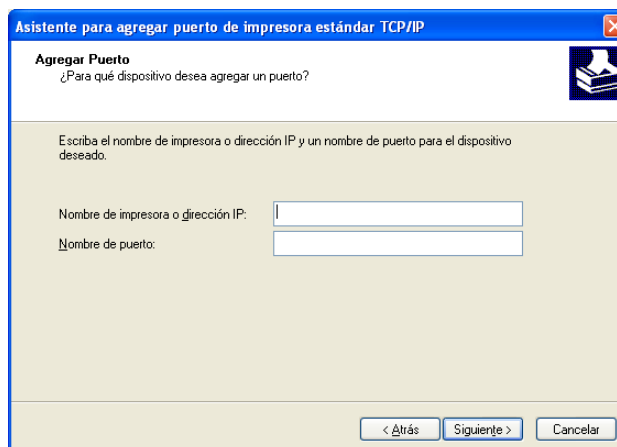 Asistente para agregar puerto de impresora estándar TCP/IP
Agregar Puerto
¿Para qué dispositivo desea agregar un puerto?
Escriba el nombre de impresora o dirección IP y un nombre de puerto para el dispositivo
deseado.
Nombre de impresora o dirección IP:
Nombre de puerto:
< Atrás Siguiente > Cancelar